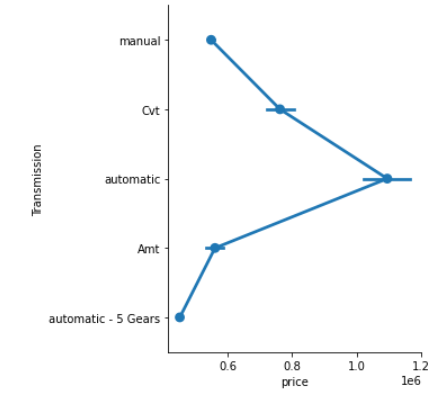 manual
Cvt
automatic
Amt
automatic - 5 Gears
Transmission
0.6 0.8 1.0 1.2
1e6
price